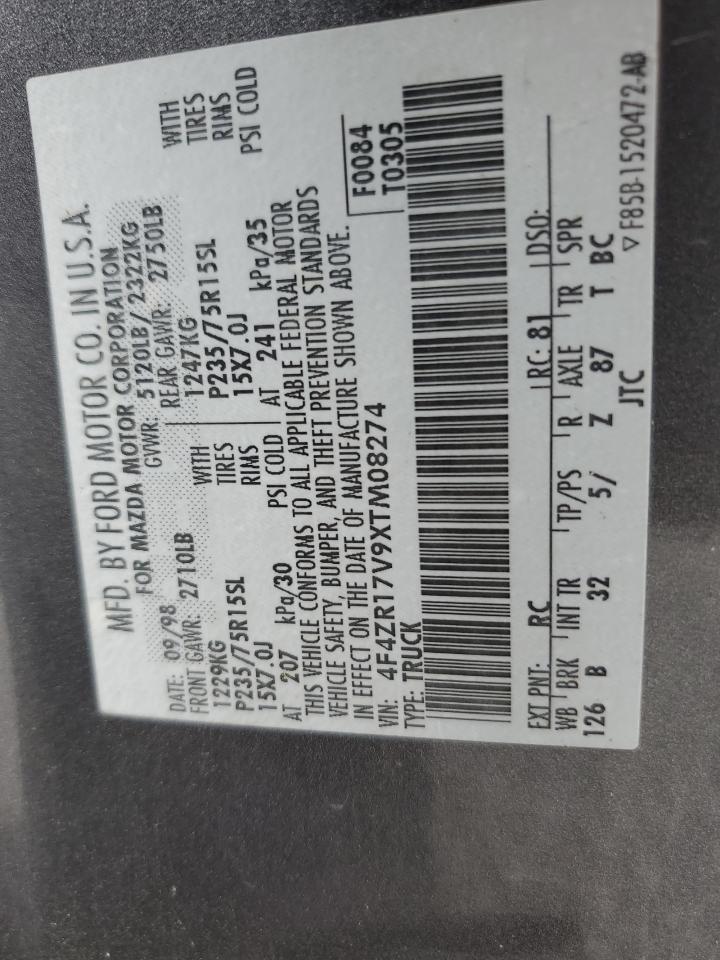 MFD. BY FORD MOTOR CO. IN U.S.A.
FOR MAZDA MOTOR CORPORATION
DATE: 09/98 GVWR: 5120LB/ 2322KG
FRONT GAWR: 2710LB REAR GAWR: 2750LB
1229KG WITH 1247KG WITH
P235/75R15SL TIRES P235/75R15SL TIRES
15X7.0J RIMS 15X7.0J RIMS
AT 207 kPa/30 PSI COLD AT 241 kPa/35 PSI COLD
THIS VEHICLE CONFORMS TO ALL APPLICABLE FEDERAL MOTOR
VEHICLE SAFETY, BUMPER, AND THEFT PREVENTION STANDARDS
IN EFFECT ON THE DATE OF MANUFACTURE SHOWN ABOVE.
VIN: 4F4ZR17V9XTM08274 F0084
TYPE: TRUCK T0305
EXT PNT: RC RC: 81 DSO:
WB BRK INT TR TP/PS R AXLE TR SPR
126 B 32 5/ Z 87 T BC
JTC ▽ F85B-1520472-AB